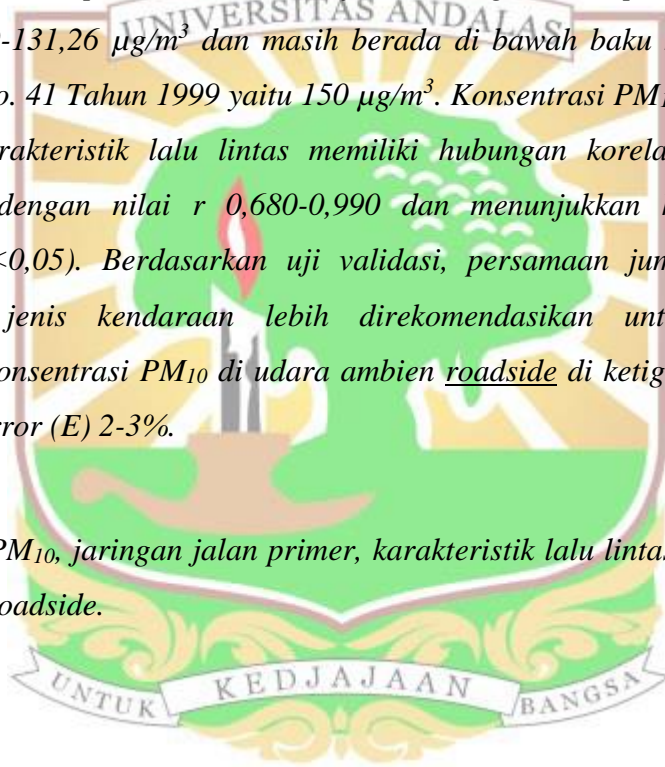 UNIVERSITAS ANDALAS
-131,26 µg/m³ dan masih berada di bawah baku
o. 41 Tahun 1999 yaitu 150 µg/m³. Konsentrasi PM
rakteristik lalu lintas memiliki hubungan korela
dengan nilai r 0,680-0,990 dan menunjukkan
<0,05). Berdasarkan uji validasi, persamaan jum
jenis kendaraan lebih direkomendasikan unt
onsentrasi PM₁₀ di udara ambien roadside di ketig
rror (E) 2-3%.
PM₁₀, jaringan jalan primer, karakteristik lalu lintas
roadside.
UNTUK KEDJAJAAN BANGSA